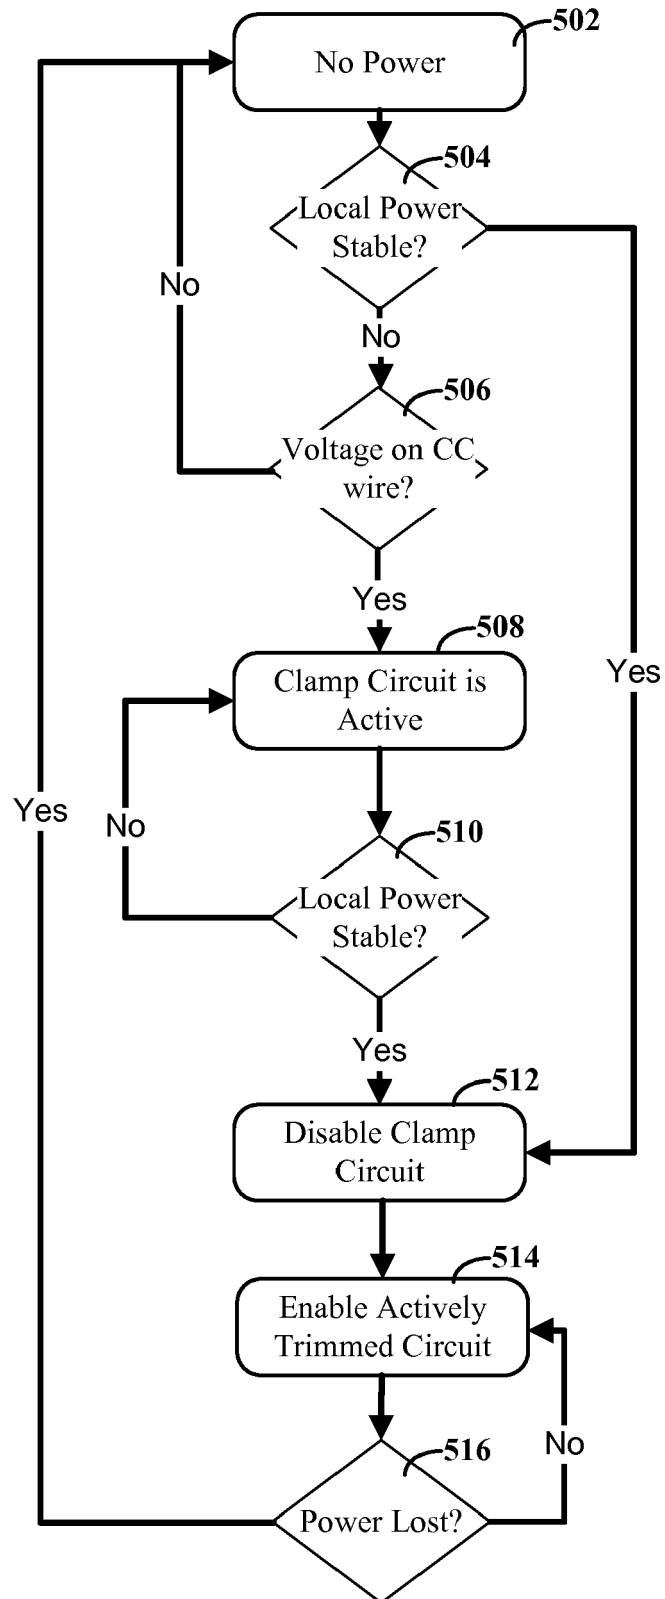 502
No Power
504
Local Power
Stable?
No
No
506
Voltage on CC
wire?
Yes
508
Clamp Circuit is
Active
Yes
Yes
No
510
Local Power
Stable?
Yes
512
Disable Clamp
Circuit
514
Enable Actively
Trimmed Circuit
No
516
Power Lost?